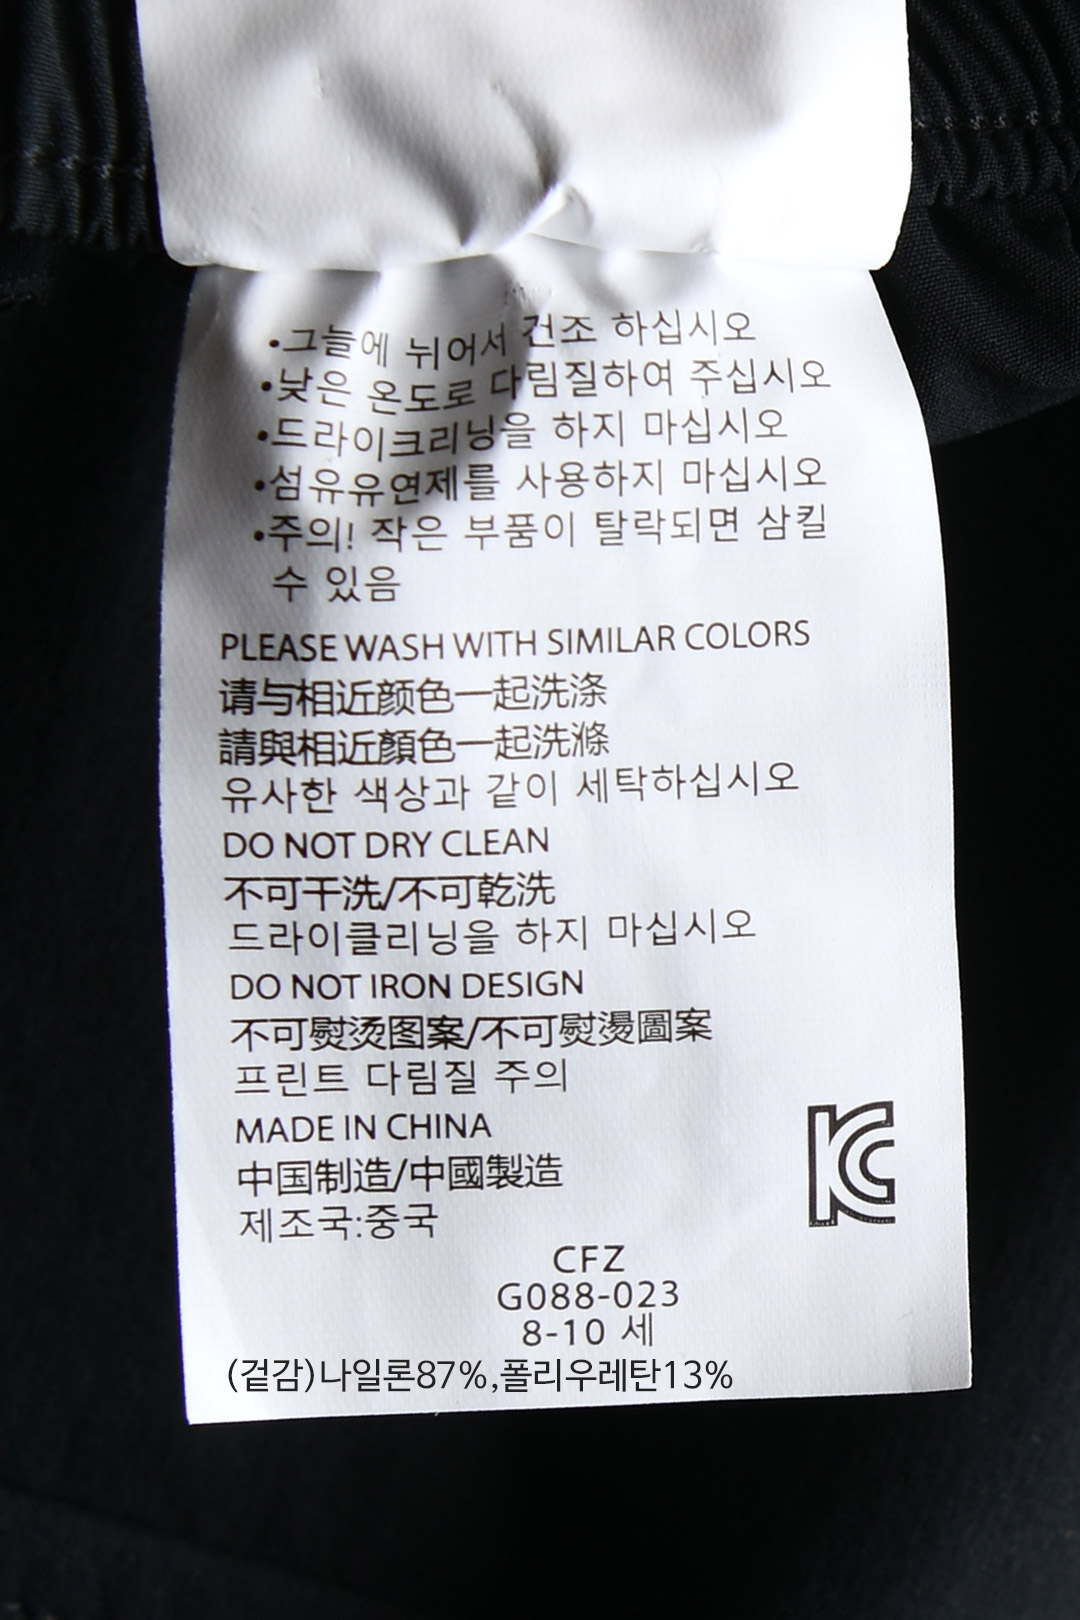 •그늘에 뉘어서 건조 하십시오
•낮은 온도로 다림질하여 주십시오
•드라이크리닝을 하지 마십시오
•섬유유연제를 사용하지 마십시오
•주의! 작은 부품이 탈락되면 삼킬
수 있음
PLEASE WASH WITH SIMILAR COLORS
请与相近颜色一起洗涤
請與相近顏色一起洗滌
유사한 색상과 같이 세탁하십시오
DO NOT DRY CLEAN
不可干洗/不可乾洗
드라이클리닝을 하지 마십시오
DO NOT IRON DESIGN
不可熨烫图案/不可熨燙圖案
프린트 다림질 주의
MADE IN CHINA
中国制造/中國製造
제조국:중국
KC
CFZ
G088-023
8-10 세
(겉감)나일론87%,폴리우레탄13%